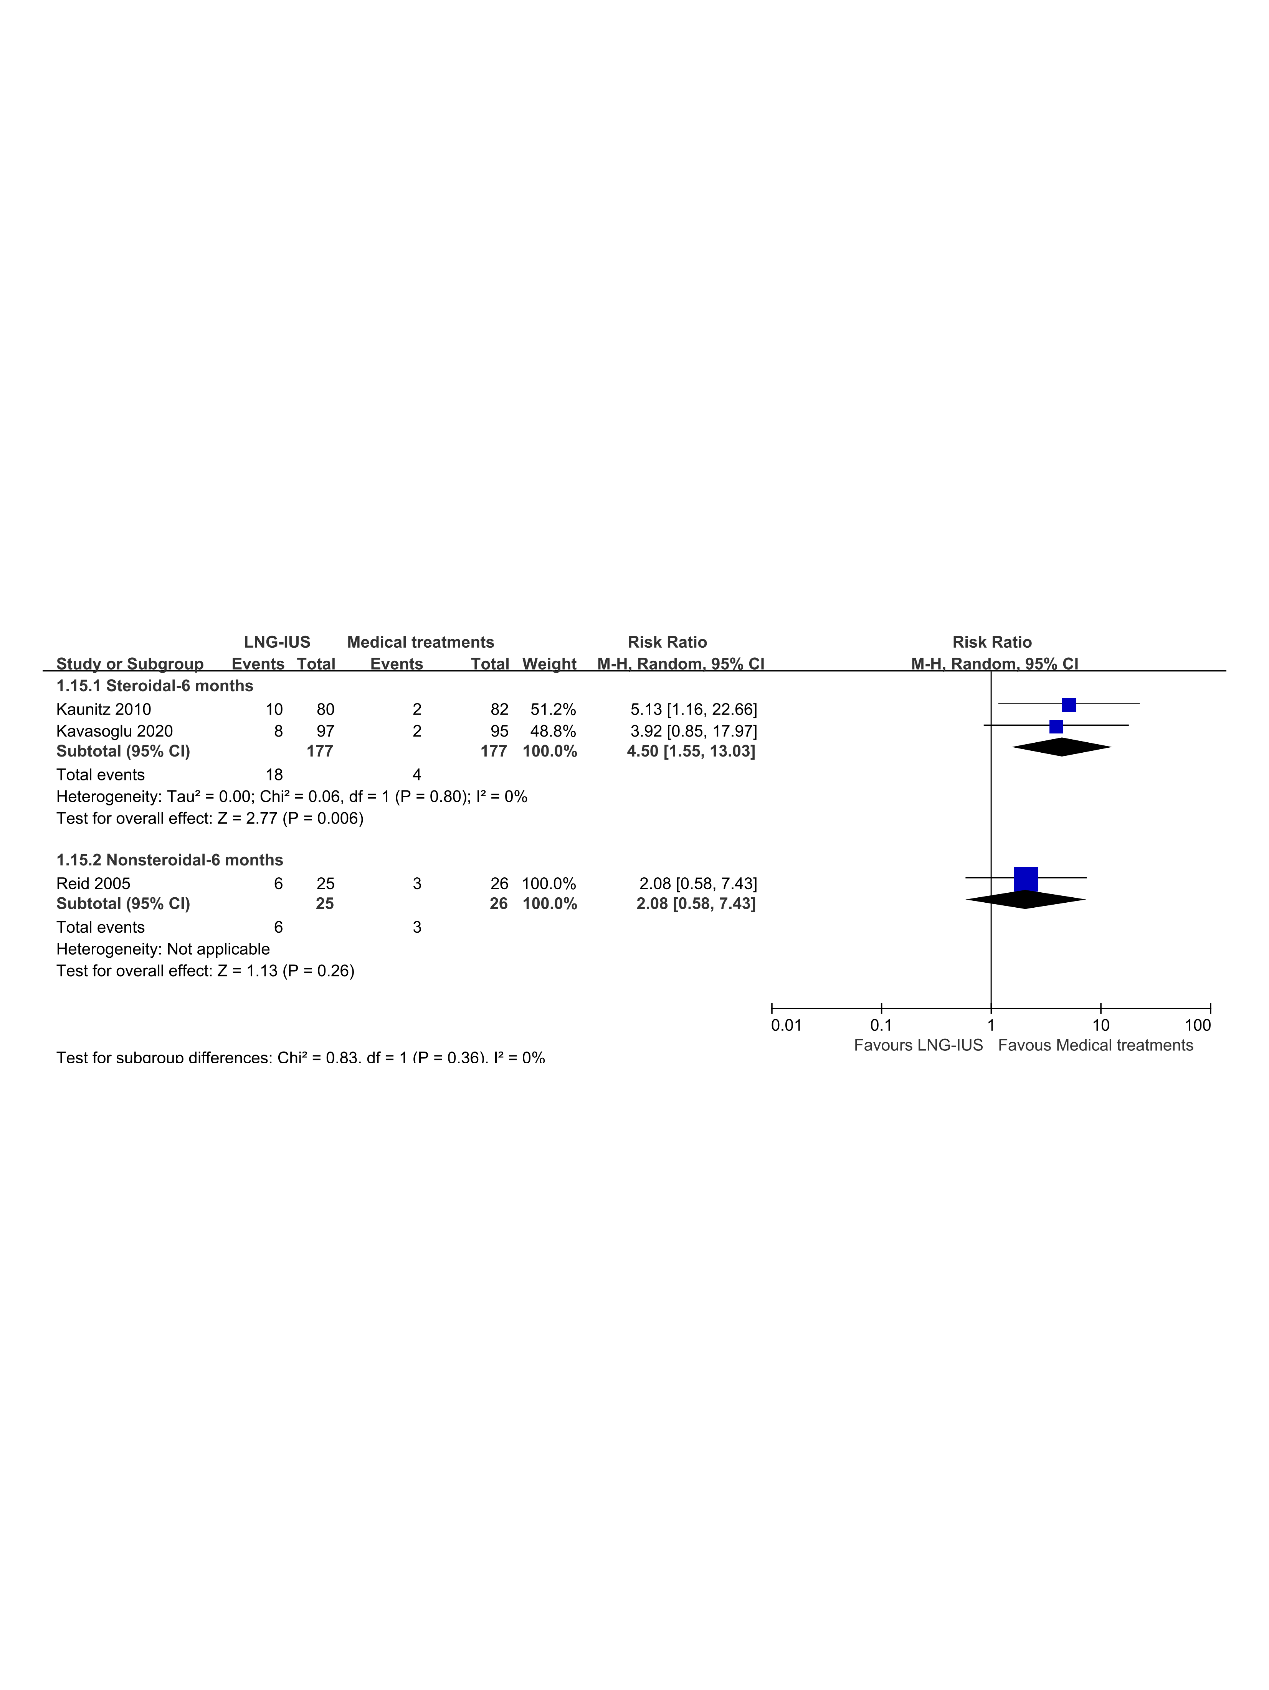 LNG-IUS Medical treatments Risk Ratio Risk Ratio
Study or Subgroup Events Total Events Total Weight M-H, Random, 95% CI M-H, Random, 95% CI
1.15.1 Steroidal-6 months
Kaunitz 2010 10 80 2 82 51.2% 5.13 [1.16, 22.66]
Kavasoglu 2020 8 97 2 95 48.8% 3.92 [0.85, 17.97]
Subtotal (95% CI) 177 177 100.0% 4.50 [1.55, 13.03]
Total events 18 4
Heterogeneity: Tau² = 0.00; Chi² = 0.06, df = 1 (P = 0.80); I² = 0%
Test for overall effect: Z = 2.77 (P = 0.006)
1.15.2 Nonsteroidal-6 months
Reid 2005 6 25 3 26 100.0% 2.08 [0.58, 7.43]
Subtotal (95% CI) 25 26 100.0% 2.08 [0.58, 7.43]
Total events 6 3
Heterogeneity: Not applicable
Test for overall effect: Z = 1.13 (P = 0.26)
0.01 0.1 1 10 100
Favours LNG-IUS Favous Medical treatments
Test for subgroup differences: Chi² = 0.83, df = 1 (P = 0.36), I² = 0%